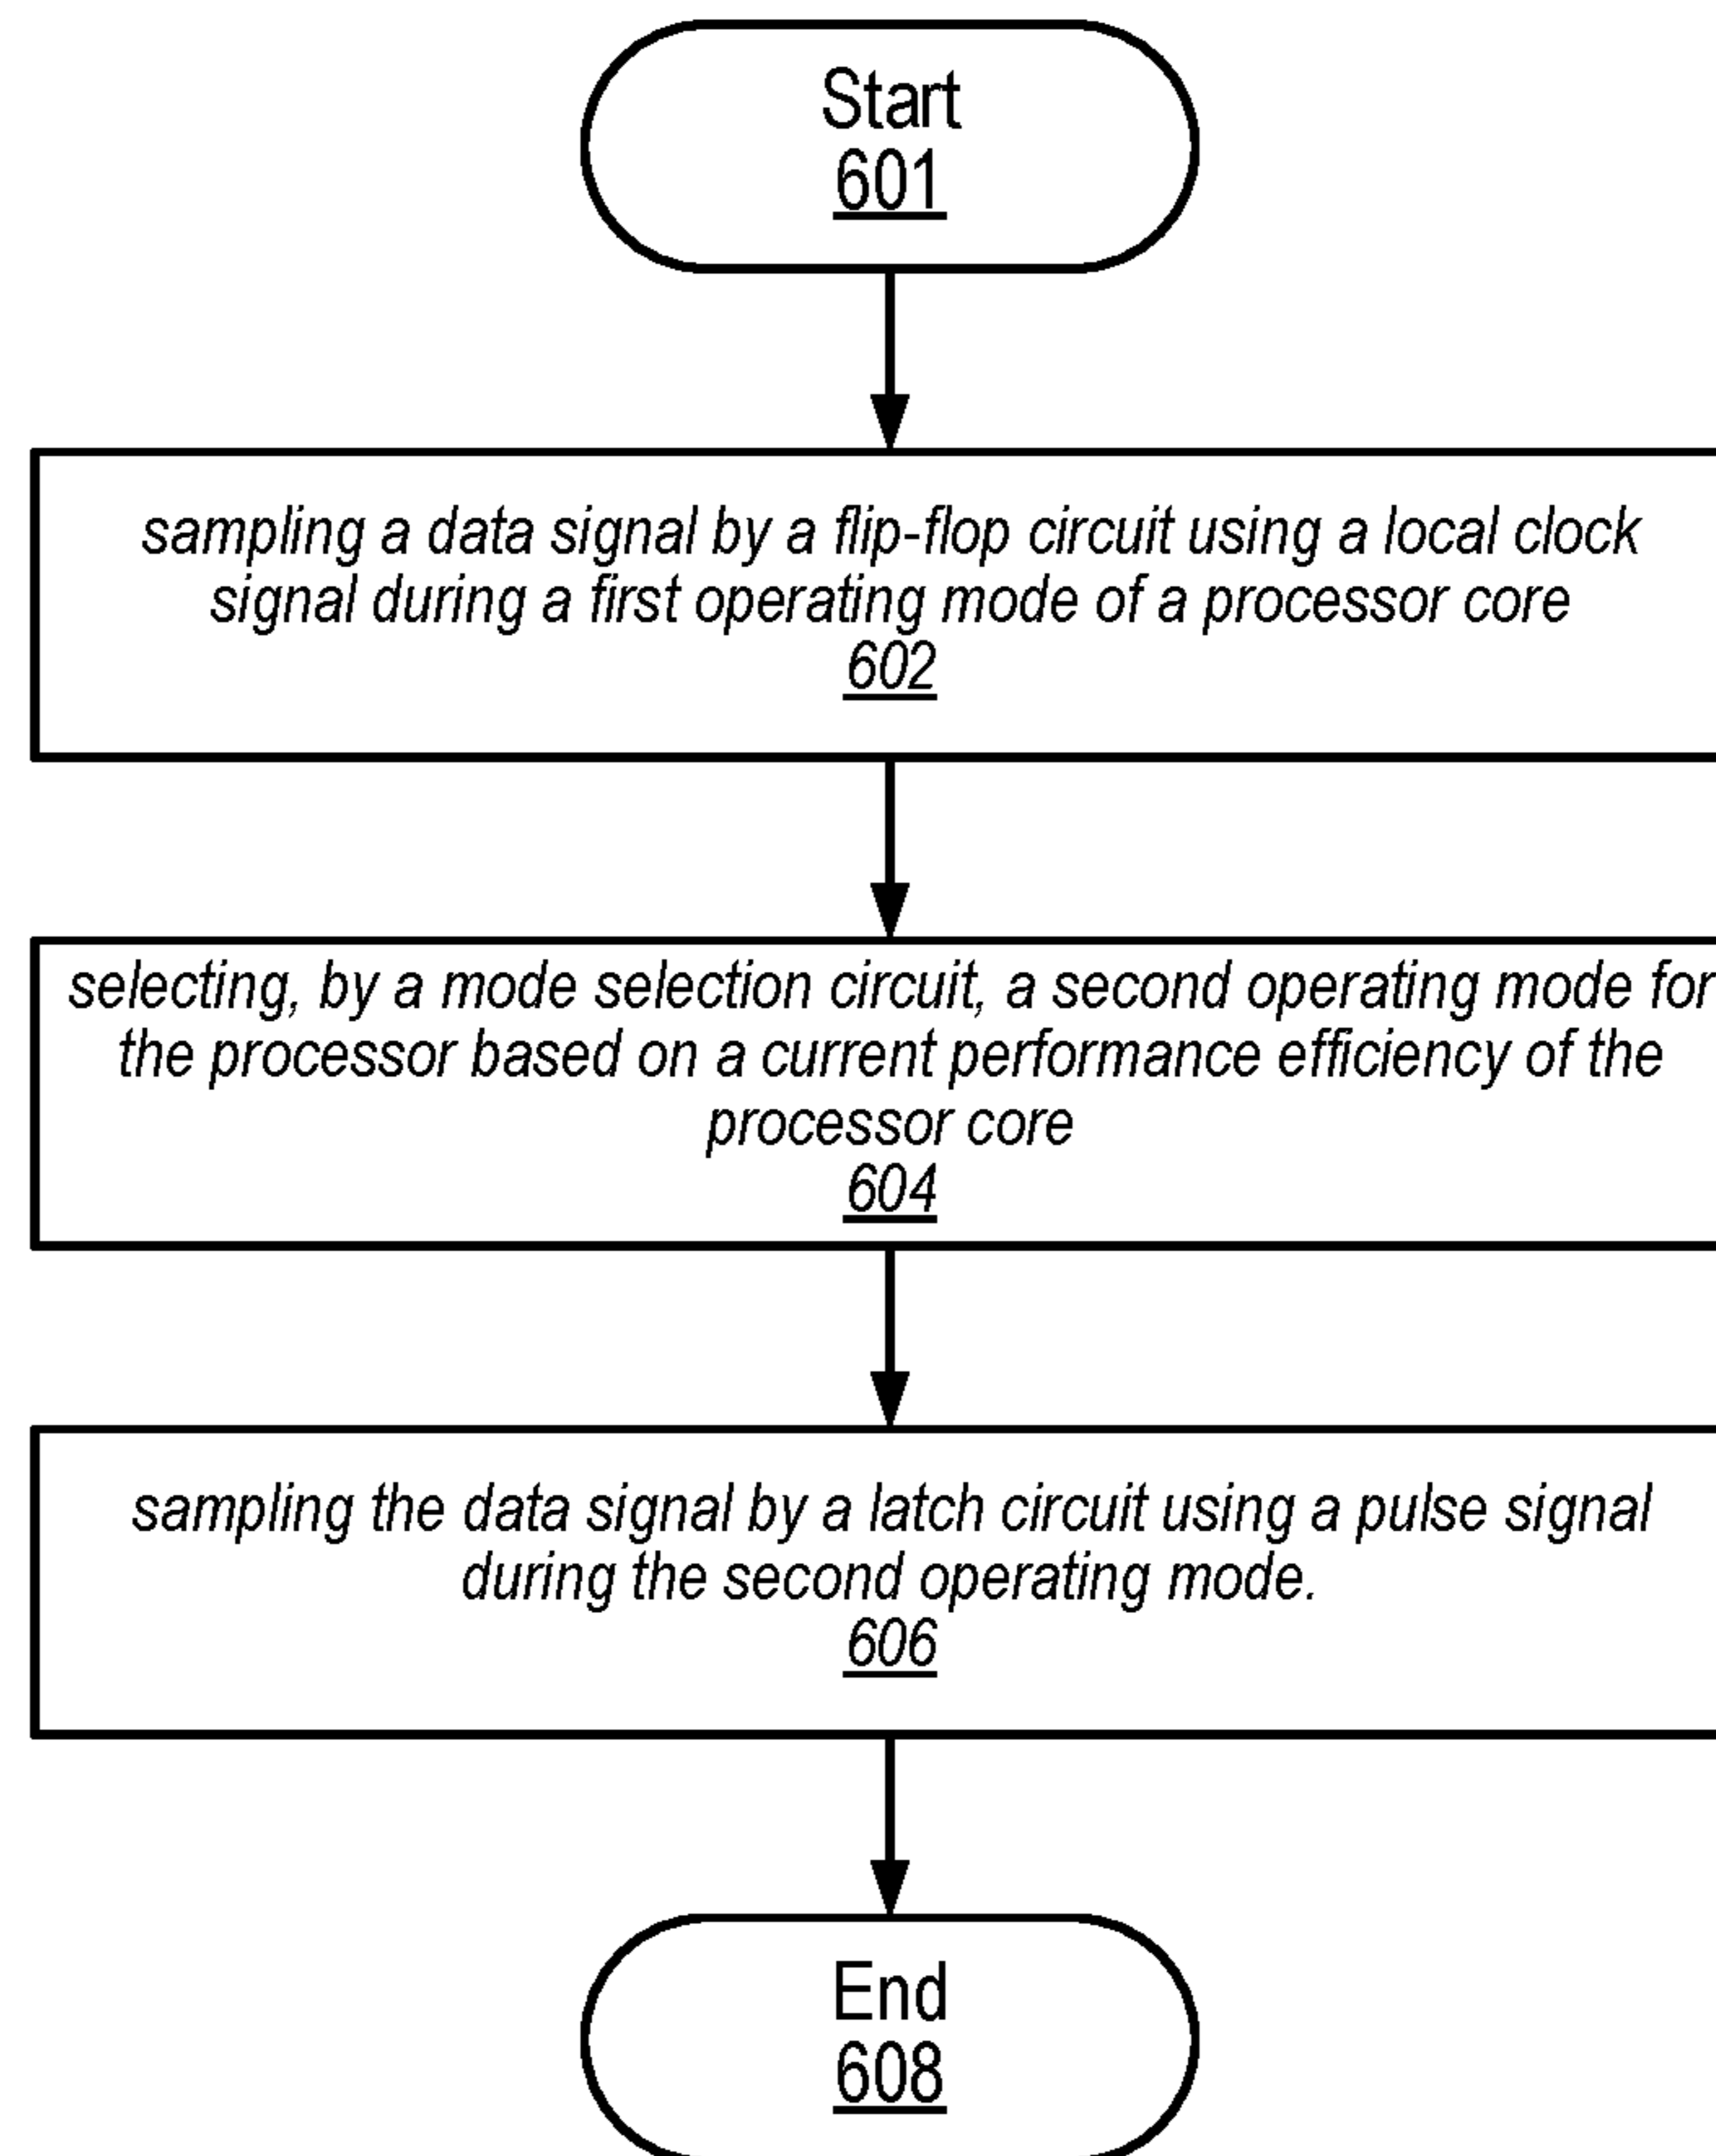 Start
601
sampling a data signal by a flip-flop circuit using a local clock
signal during a first operating mode of a processor core
602
selecting, by a mode selection circuit, a second operating mode for
the processor based on a current performance efficiency of the
processor core
604
sampling the data signal by a latch circuit using a pulse signal
during the second operating mode.
606
End
608